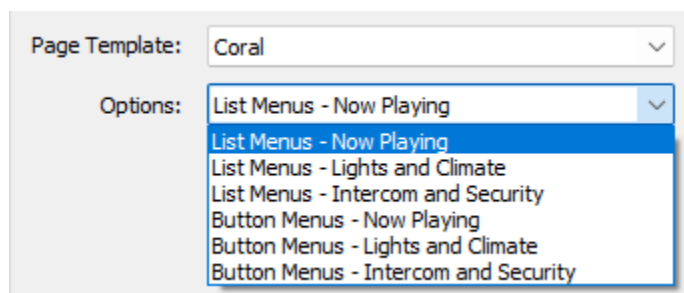 Page Template: Coral
Options: List Menus - Now Playing
List Menus - Now Playing
List Menus - Lights and Climate
List Menus - Intercom and Security
Button Menus - Now Playing
Button Menus - Lights and Climate
Button Menus - Intercom and Security